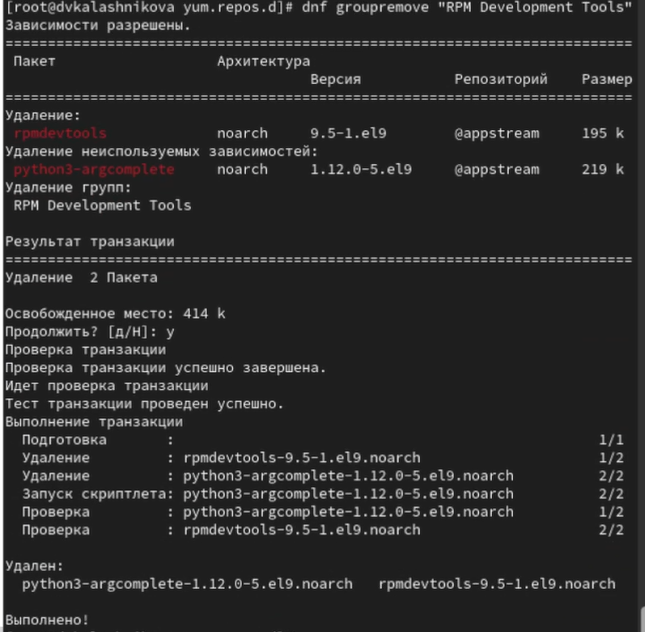 [root@dvkalashnikova yum.repos.d]# dnf groupremove "RPM Development Tools"
Зависимости разрешены.
================================================================================
Пакет Архитектура
Версия Репозиторий Размер
================================================================================
Удаление:
rpmdevtools noarch 9.5-1.el9 @appstream 195 k
Удаление неиспользуемых зависимостей:
python3-argcomplete noarch 1.12.0-5.el9 @appstream 219 k
Удаление групп:
RPM Development Tools

Результат транзакции
================================================================================
Удаление 2 Пакета

Освобожденное место: 414 k
Продолжить? [д/Н]: y
Проверка транзакции
Проверка транзакции успешно завершена.
Идет проверка транзакции
Тест транзакции проведен успешно.
Выполнение транзакции
Подготовка : 1/1
Удаление : rpmdevtools-9.5-1.el9.noarch 1/2
Удаление : python3-argcomplete-1.12.0-5.el9.noarch 2/2
Запуск скриптлета: python3-argcomplete-1.12.0-5.el9.noarch 2/2
Проверка : python3-argcomplete-1.12.0-5.el9.noarch 1/2
Проверка : rpmdevtools-9.5-1.el9.noarch 2/2

Удален:
python3-argcomplete-1.12.0-5.el9.noarch rpmdevtools-9.5-1.el9.noarch

Выполнено!